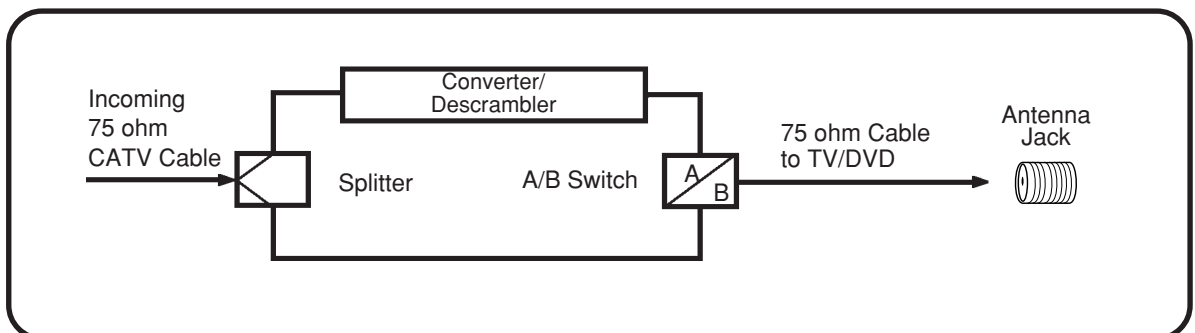 Incoming
75 ohm
CATV Cable
Converter/
Descrambler
Splitter
A/B Switch
A
B
75 ohm Cable
to TV/DVD
Antenna
Jack